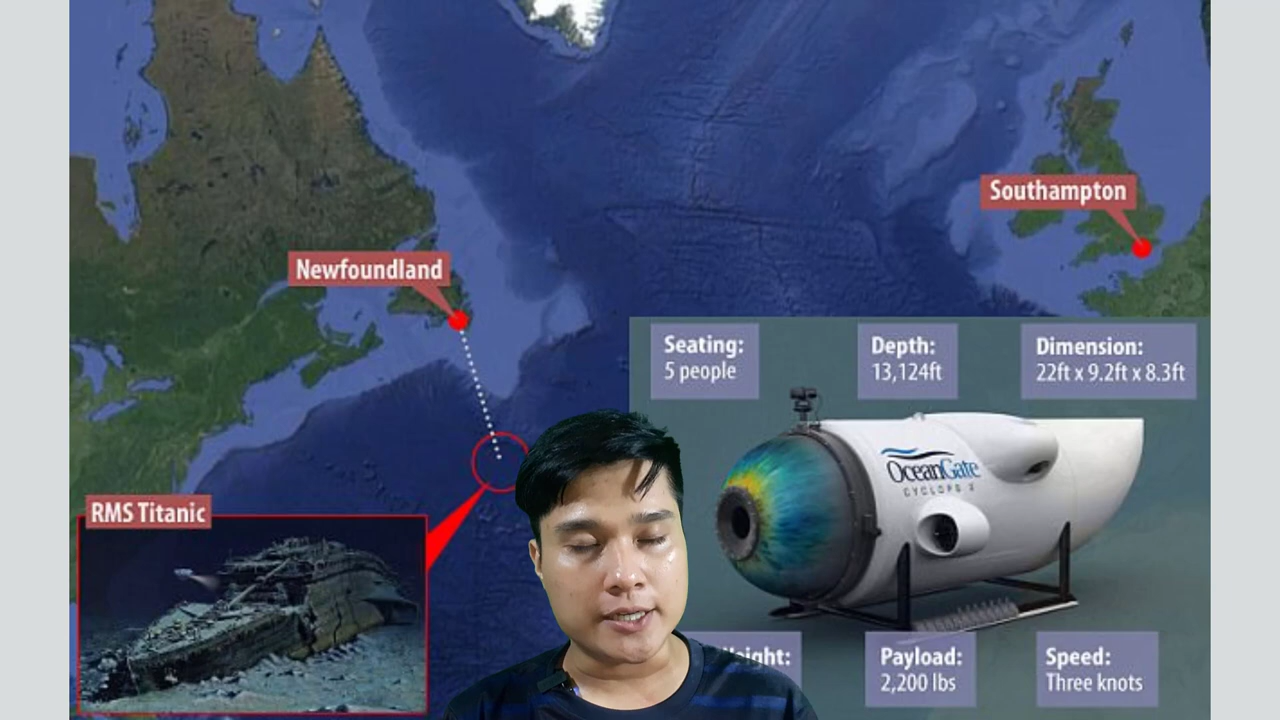 Southampton
Newfoundland
Seating:
5 people
Depth:
13,124ft
Dimension:
22ft x 9.2ft x 8.3ft
OceanGate
CYCLOPS 2
RMS Titanic
Payload:
2,200 lbs
Speed:
Three knots